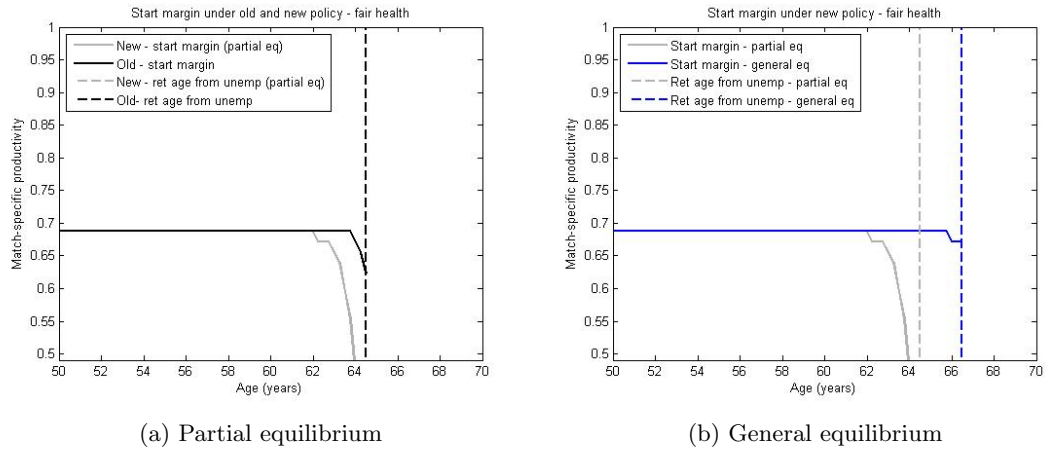 Start margin under old and new policy - fair health
New - start margin (partial eq)
Old - start margin
New - ret age from unemp (partial eq)
Old- ret age from unemp
1
0.95
0.9
0.85
0.8
0.75
0.7
0.65
0.6
0.55
0.5
Match-specific productivity
50 52 54 56 58 60 62 64 66 68 70
Age (years)
(a) Partial equilibrium
Start margin under new policy - fair health
Start margin - partial eq
Start margin - general eq
Ret age from unemp - partial eq
Ret age from unemp - general eq
1
0.95
0.9
0.85
0.8
0.75
0.7
0.65
0.6
0.55
0.5
Match-specific productivity
50 52 54 56 58 60 62 64 66 68 70
Age (years)
(b) General equilibrium